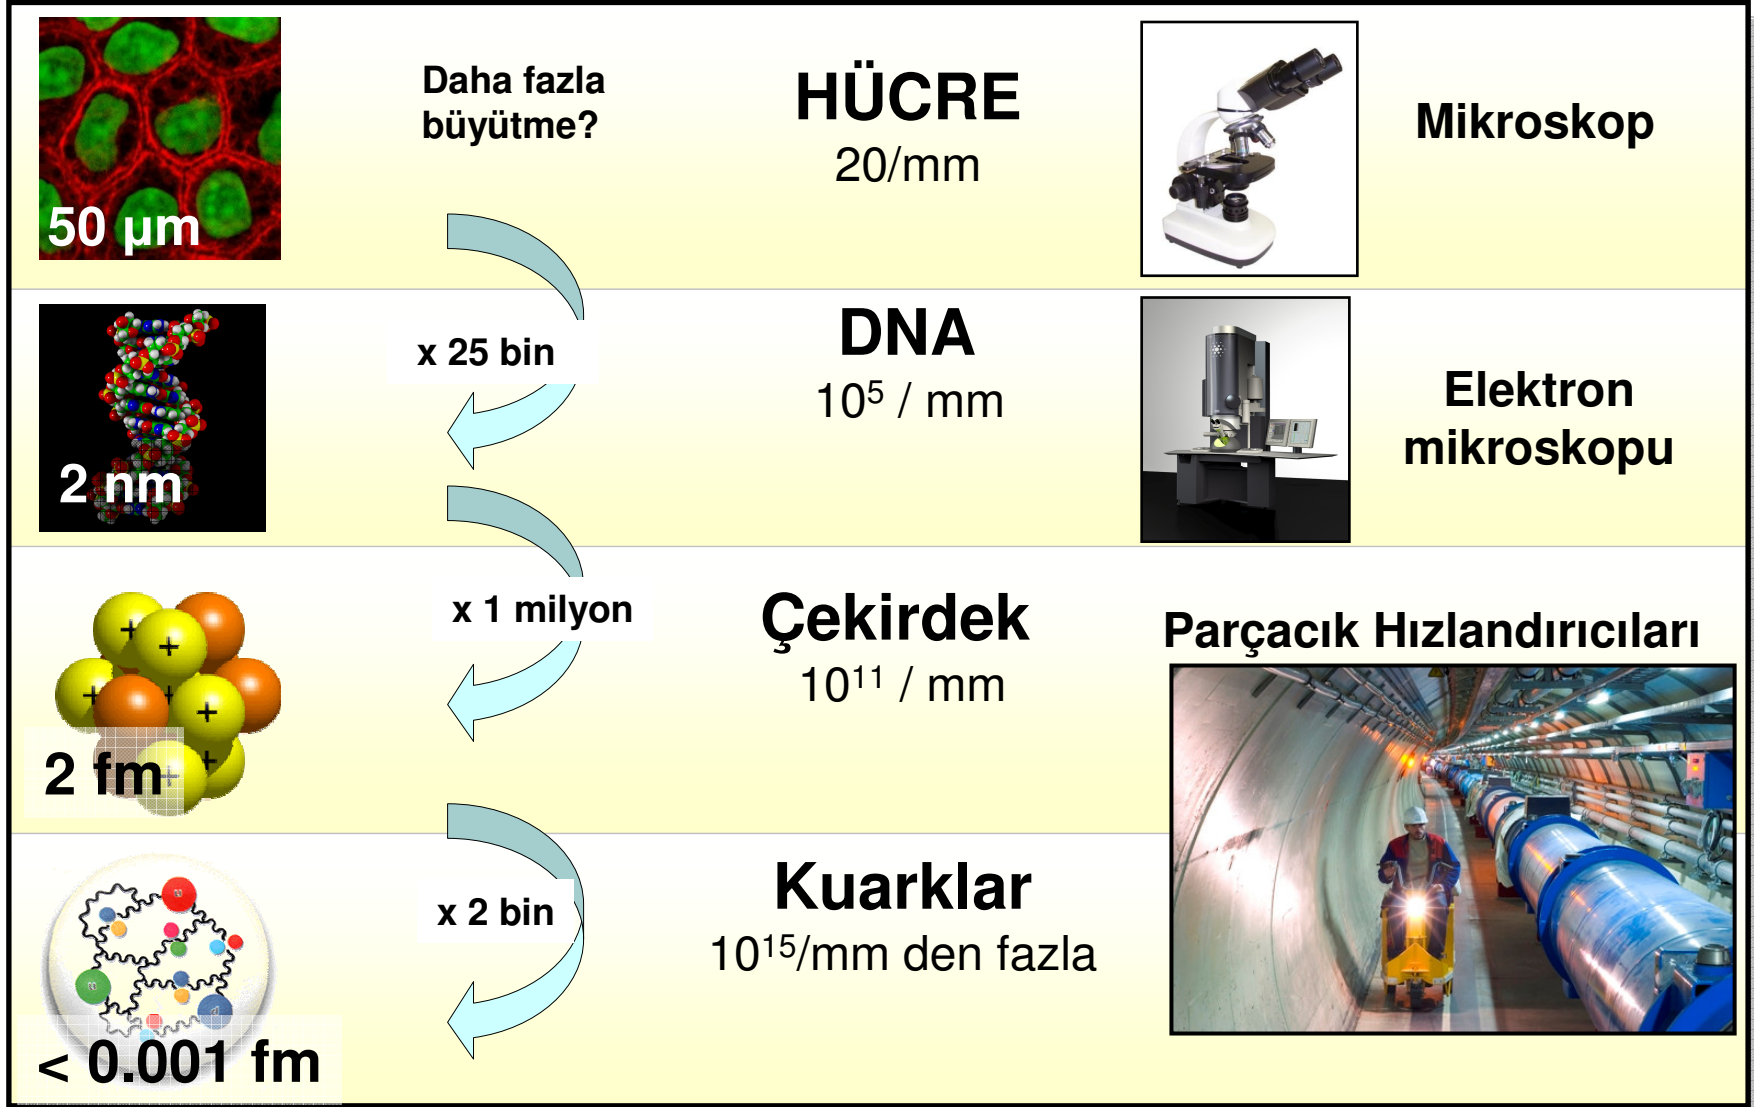 50 µm
Daha fazla
büyütme?
HÜCRE
20/mm
Mikroskop
2 nm
x 25 bin
DNA
10⁵ / mm
Elektron
mikroskopu
2 fm
x 1 milyon
Çekirdek
10¹¹ / mm
Parçacık Hızlandırıcıları
< 0.001 fm
x 2 bin
Kuarklar
10¹⁵/mm den fazla